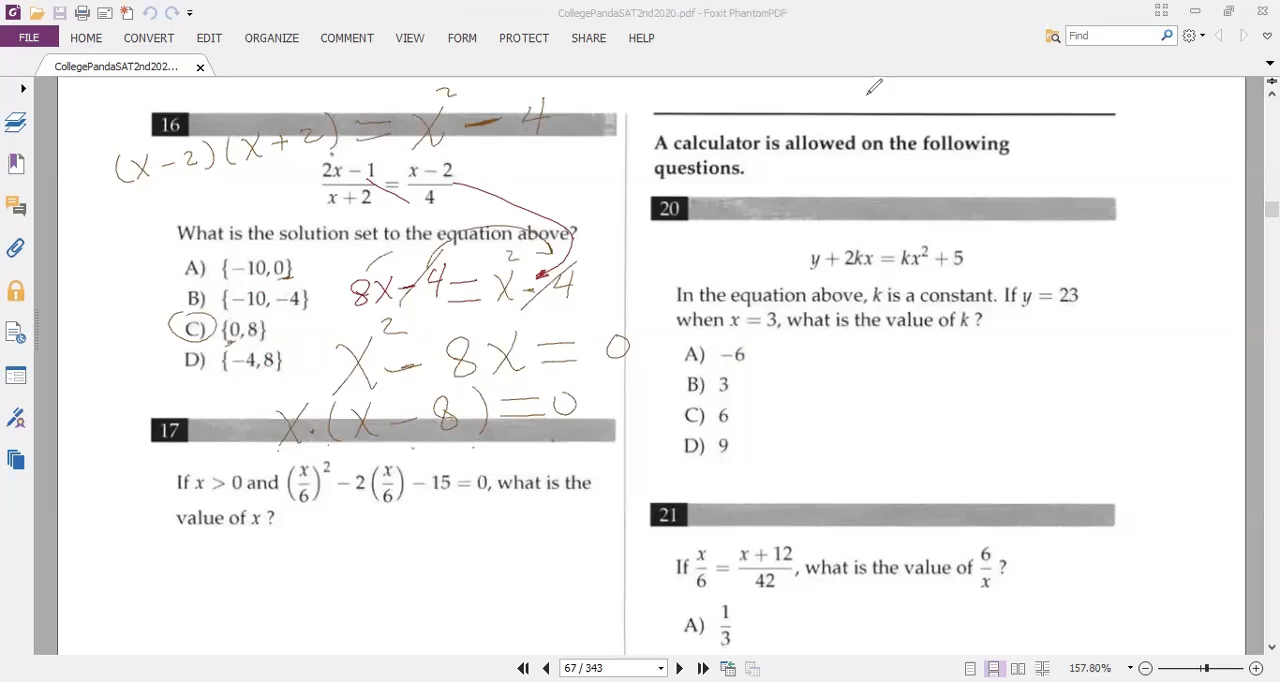 CollegePandaSAT2nd2020.pdf - Foxit PhantomPDF
FILE HOME CONVERT EDIT ORGANIZE COMMENT VIEW FORM PROTECT SHARE HELP
Find
CollegePandaSAT2nd202...
16
(x-2)(x+2) = x² - 4
2x − 1 / x + 2 = x − 2 / 4
What is the solution set to the equation above?
A) {−10, 0}
B) {−10, −4}
C) {0, 8}
D) {−4, 8}
8x - 4 = x² - 4
x² - 8x = 0
x·(x - 8) = 0
17
If x > 0 and (x/6)² − 2(x/6) − 15 = 0, what is the
value of x ?
A calculator is allowed on the following
questions.
20
y + 2kx = kx² + 5
In the equation above, k is a constant. If y = 23
when x = 3, what is the value of k ?
A) −6
B) 3
C) 6
D) 9
21
If x/6 = x + 12 / 42, what is the value of 6/x ?
A) 1/3
67 / 343
157.80%